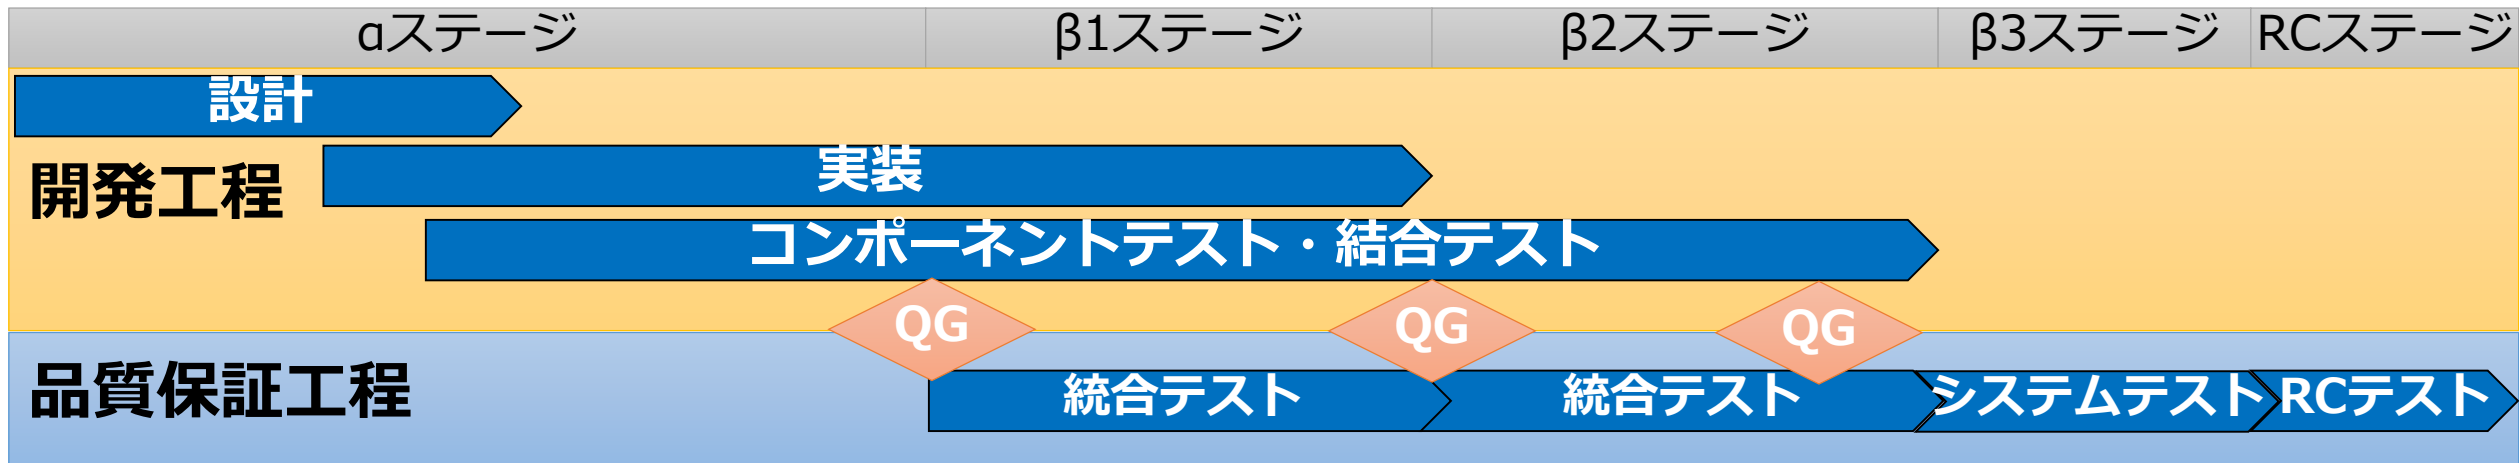 αステージ
β1ステージ
β2ステージ
β3ステージ
RCステージ
設計
開発工程
実装
コンポーネントテスト・結合テスト
QG
QG
QG
品質保証工程
統合テスト
統合テスト
システムテスト
RCテスト